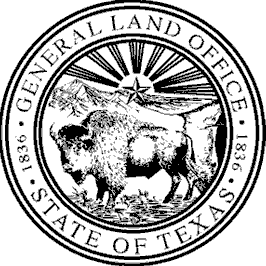 · GENERAL LAND OFFICE ·
1836
1836
STATE OF TEXAS